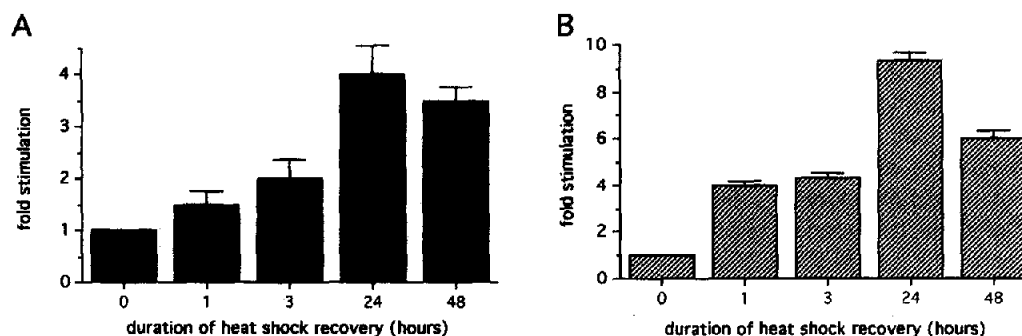 A
fold stimulation
4
3
2
1
0
0 1 3 24 48
duration of heat shock recovery (hours)
B
fold stimulation
10
8
6
4
2
0
0 1 3 24 48
duration of heat shock recovery (hours)